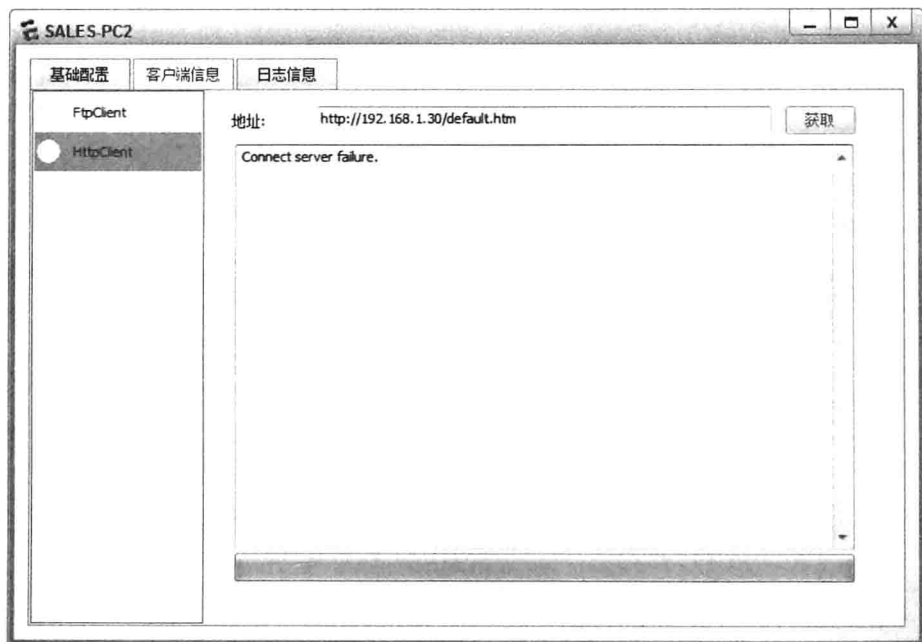 SALES-PC2
基础配置 客户端信息 日志信息
FtpClient
HttpClient
地址: http://192.168.1.30/default.htm 获取
Connect server failure.